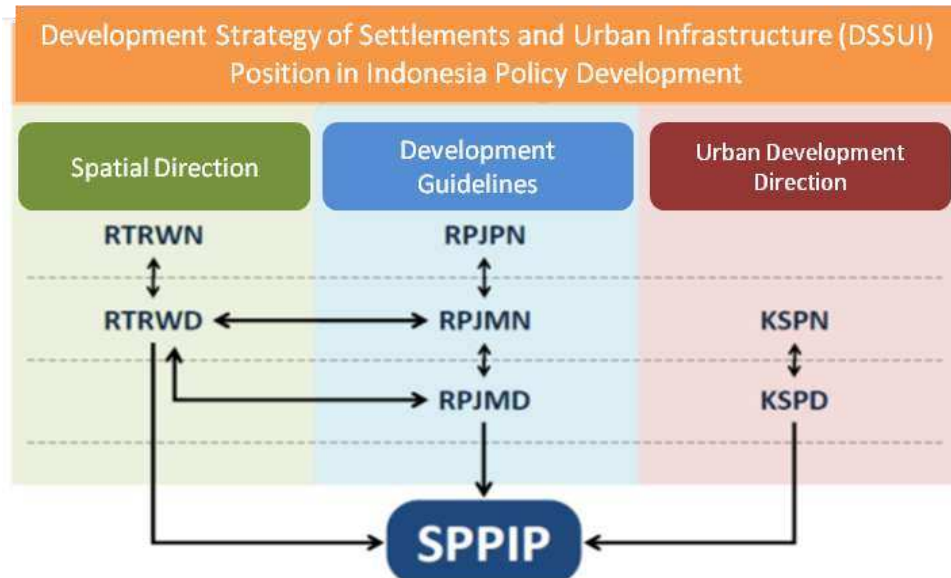 Development Strategy of Settlements and Urban Infrastructure (DSSUI)
Position in Indonesia Policy Development
Spatial Direction
Development
Guidelines
Urban Development
Direction
RTRWN
RPJPN
RTRWD
RPJMN
KSPN
RPJMD
KSPD
SPPIP